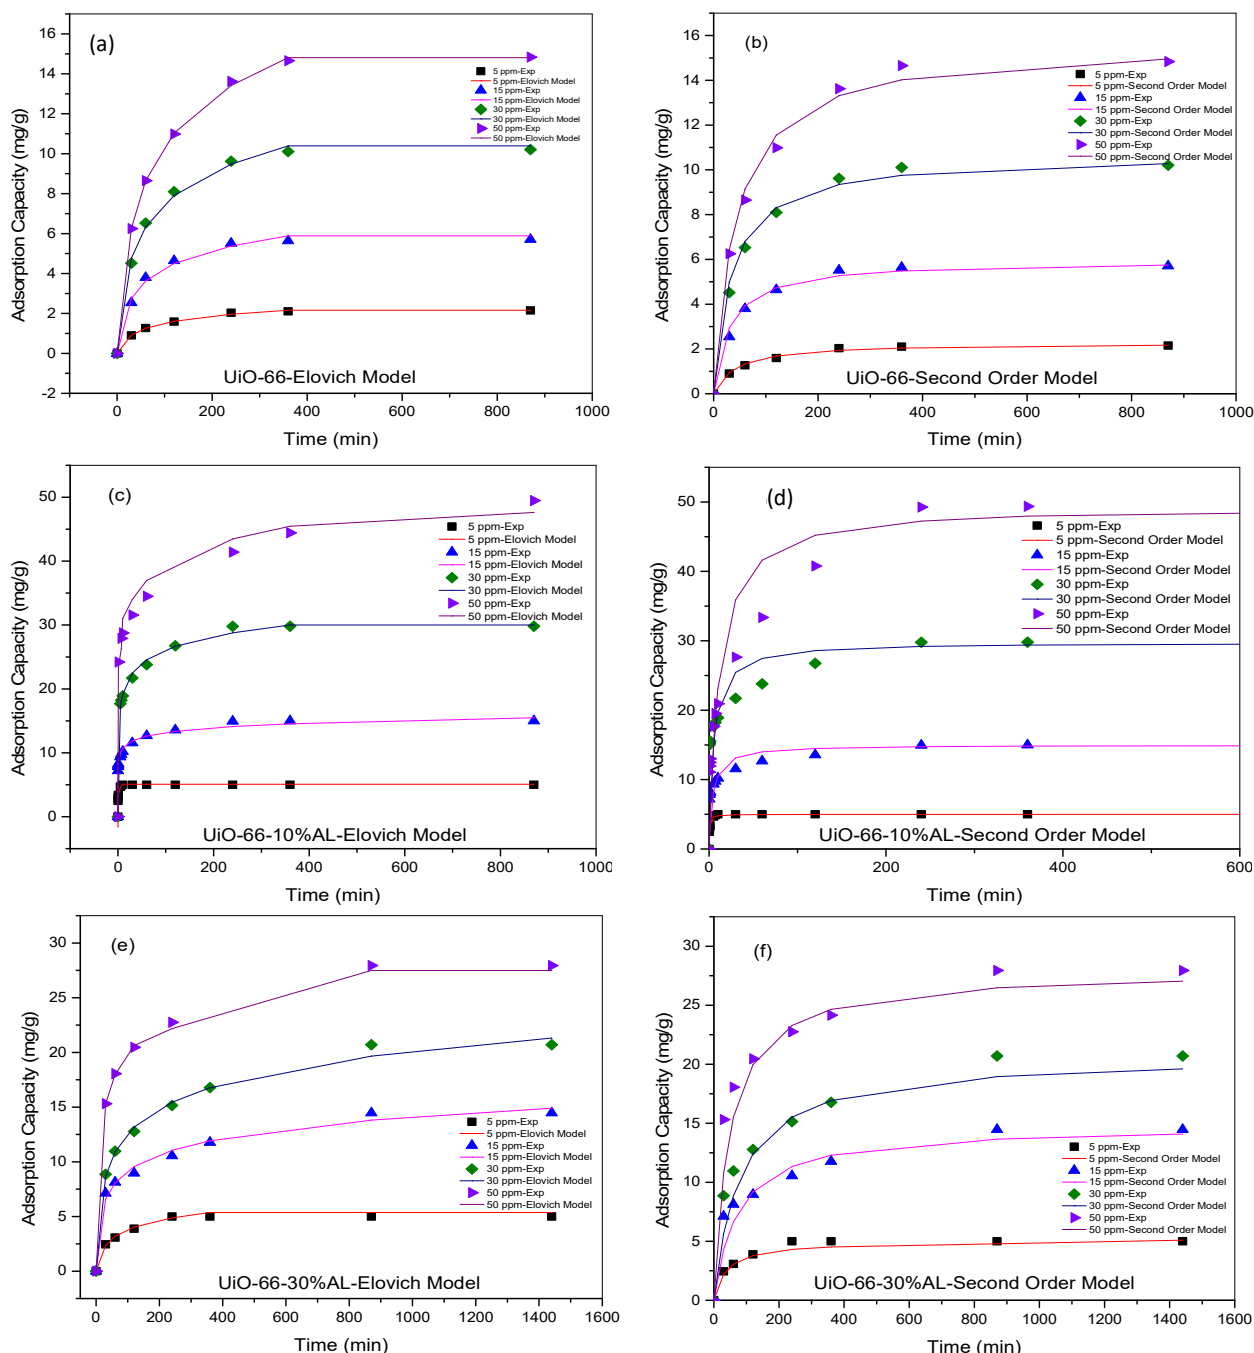 (a)
Adsorption Capacity (mg/g)
16
14
12
10
8
6
4
2
0
-2
5 ppm-Exp
5 ppm-Elovich Model
15 ppm-Exp
15 ppm-Elovich Model
30 ppm-Exp
30 ppm-Elovich Model
50 ppm-Exp
50 ppm-Elovich Model
UiO-66-Elovich Model
0 200 400 600 800 1000
Time (min)
(b)
Adsorption Capacity (mg/g)
16
14
12
10
8
6
4
2
0
5 ppm-Exp
5 ppm-Second Order Model
15 ppm-Exp
15 ppm-Second Order Model
30 ppm-Exp
30 ppm-Second Order Model
50 ppm-Exp
50 ppm-Second Order Model
UiO-66-Second Order Model
0 200 400 600 800 1000
Time (min)
(c)
Adsorption Capacity (mg/g)
50
40
30
20
10
0
5 ppm-Exp
5 ppm-Elovich Model
15 ppm-Exp
15 ppm-Elovich Model
30 ppm-Exp
30 ppm-Elovich Model
50 ppm-Exp
50 ppm-Elovich Model
UiO-66-10%AL-Elovich Model
0 200 400 600 800 1000
Time (min)
(d)
Adsorption Capacity (mg/g)
50
40
30
20
10
0
5 ppm-Exp
5 ppm-Second Order Model
15 ppm-Exp
15 ppm-Second Order Model
30 ppm-Exp
30 ppm-Second Order Model
50 ppm-Exp
50 ppm-Second Order Model
UiO-66-10%AL-Second Order Model
0 200 400 600
Time (min)
(e)
Adsorption Capacity (mg/g)
30
25
20
15
10
5
0
5 ppm-Exp
5 ppm-Elovich Model
15 ppm-Exp
15 ppm-Elovich Model
30 ppm-Exp
30 ppm-Elovich Model
50 ppm-Exp
50 ppm-Elovich Model
UiO-66-30%AL-Elovich Model
0 200 400 600 800 1000 1200 1400 1600
Time (min)
(f)
Adsorption Capacity (mg/g)
30
25
20
15
10
5
0
5 ppm-Exp
5 ppm-Second Order Model
15 ppm-Exp
15 ppm-Second Order Model
30 ppm-Exp
30 ppm-Second Order Model
50 ppm-Exp
50 ppm-Second Order Model
UiO-66-30%AL-Second Order Model
0 200 400 600 800 1000 1200 1400 1600
Time (min)